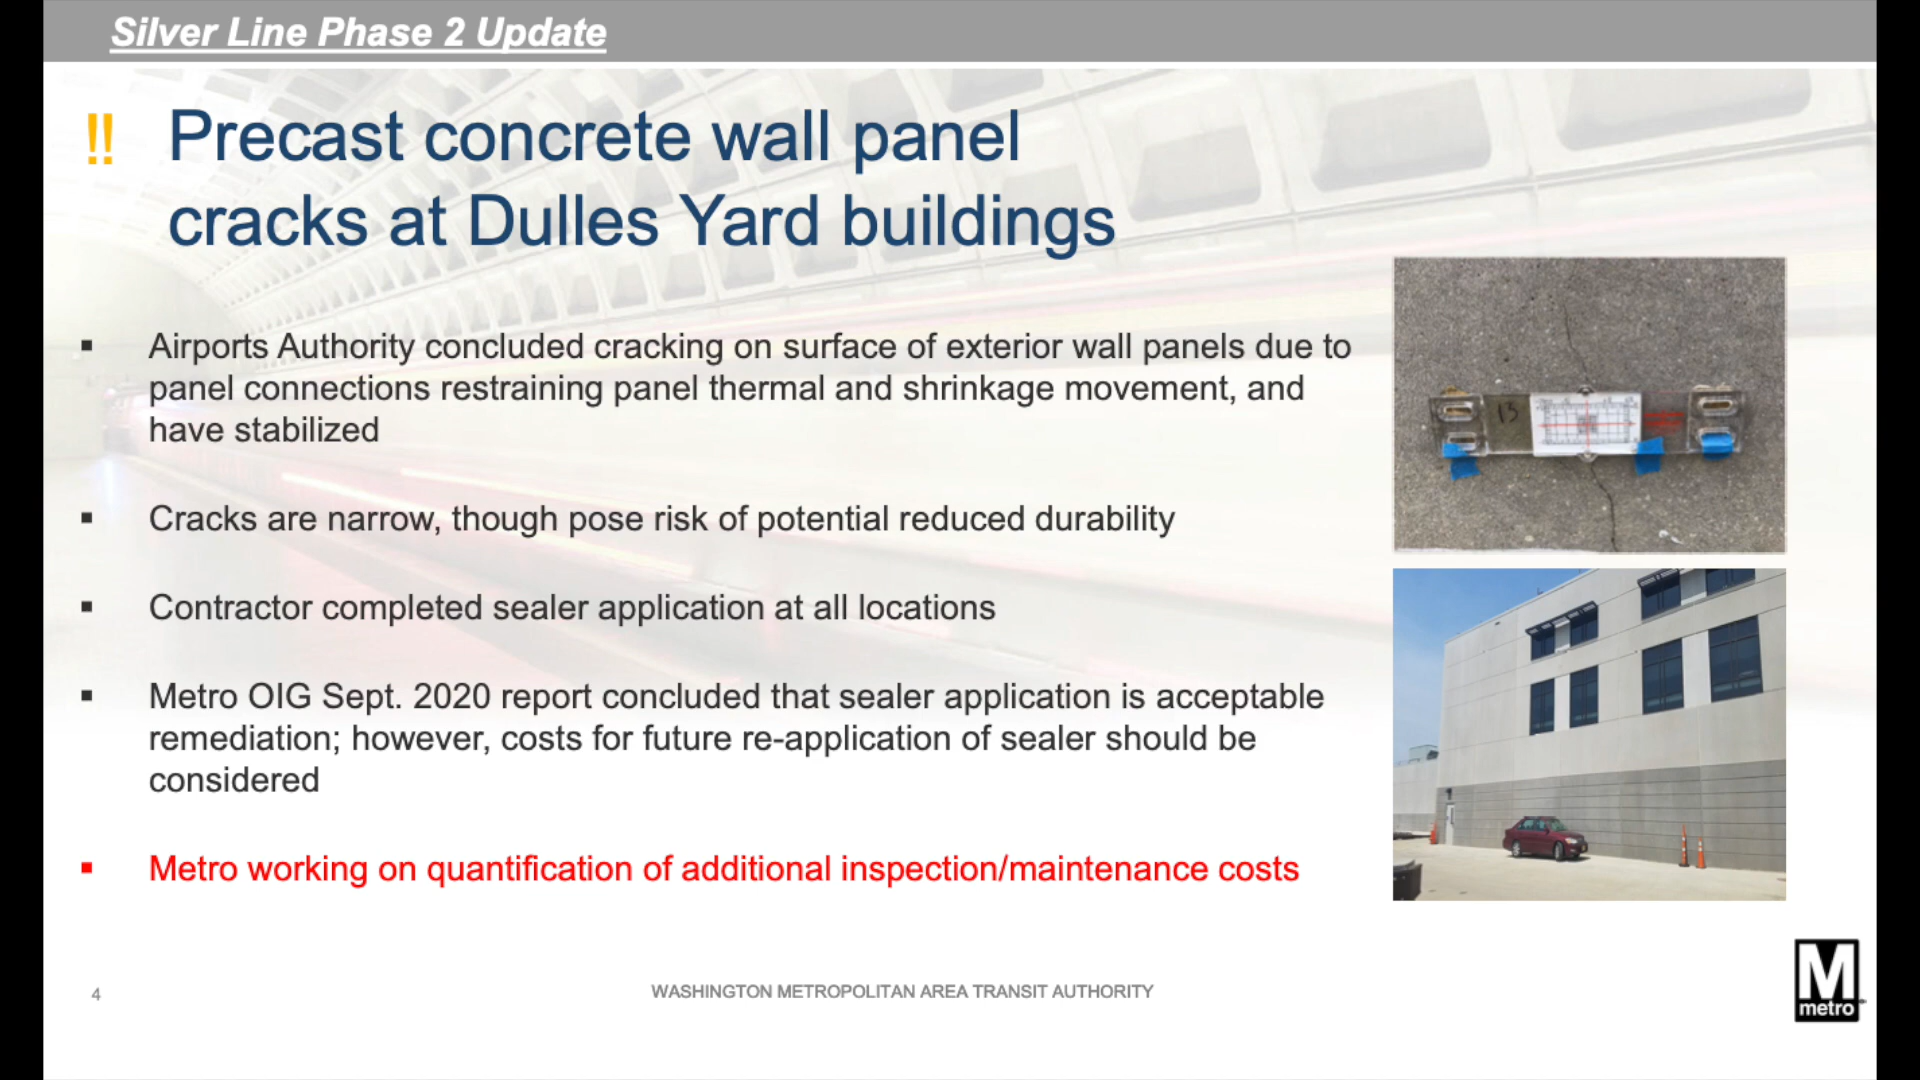 Silver Line Phase 2 Update
‼ Precast concrete wall panel
cracks at Dulles Yard buildings
▪ Airports Authority concluded cracking on surface of exterior wall panels due to
panel connections restraining panel thermal and shrinkage movement, and
have stabilized
▪ Cracks are narrow, though pose risk of potential reduced durability
▪ Contractor completed sealer application at all locations
▪ Metro OIG Sept. 2020 report concluded that sealer application is acceptable
remediation; however, costs for future re-application of sealer should be
considered
▪ Metro working on quantification of additional inspection/maintenance costs
13
4
WASHINGTON METROPOLITAN AREA TRANSIT AUTHORITY
M
metro